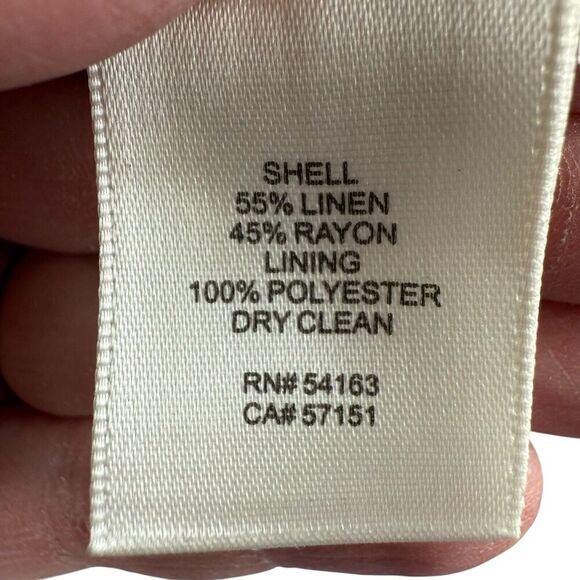 SHELL
55% LINEN
45% RAYON
LINING
100% POLYESTER
DRY CLEAN
RN# 54163
CA# 57151